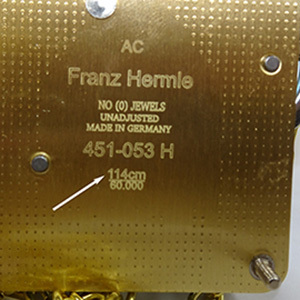 AC
Franz Hermle
NO (0) JEWELS
UNADJUSTED
MADE IN GERMANY
451-053 H
114cm
60.000